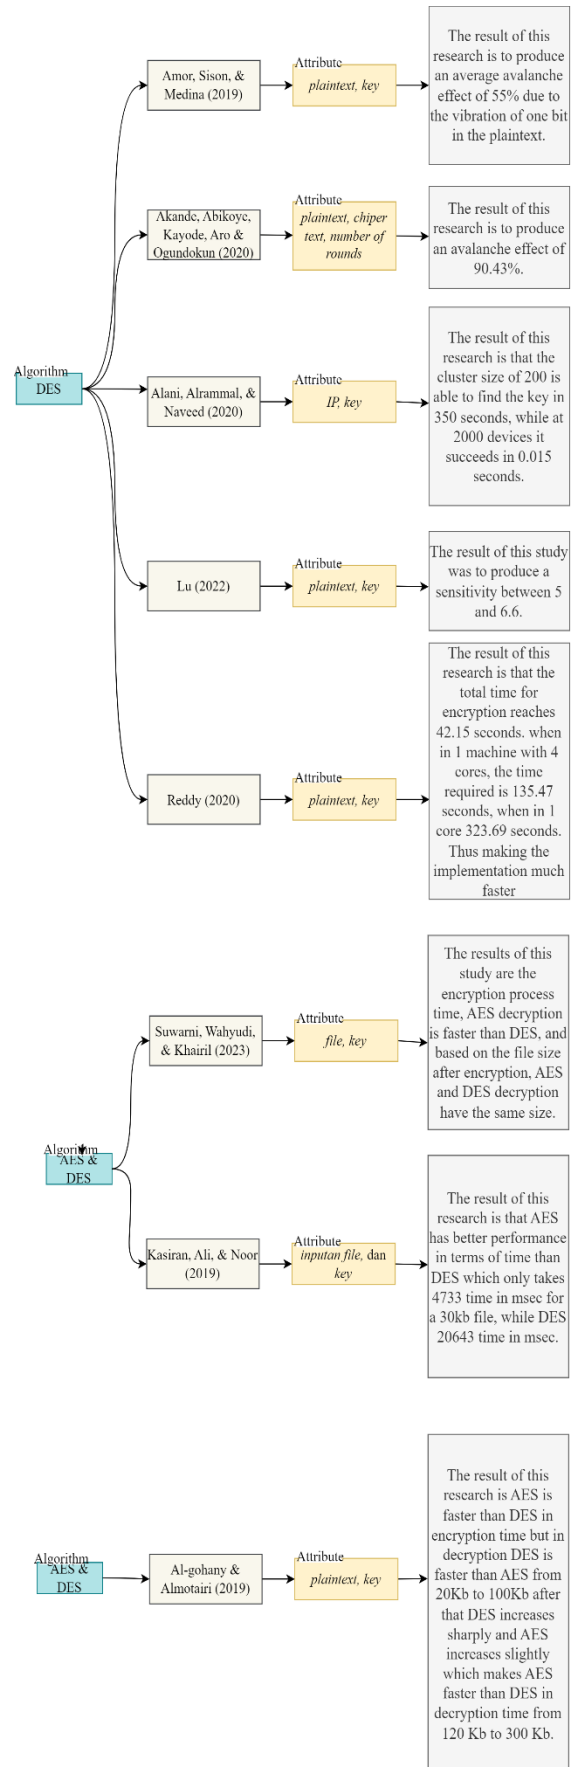 Attribute
Amor, Sison, &
Medina (2019)
plaintext, key
The result of this
research is to produce
an average avalanche
effect of 55% due to
the vibration of one bit
in the plaintext.
Attribute
Akande, Abikoye,
Kayode, Aro &
Ogundokun (2020)
plaintext, chiper
text, number of
rounds
The result of this
research is to produce
an avalanche effect of
90.43%.
Algorithm
DES
Attribute
Alani, Alrammal, &
Naveed (2020)
IP, key
The result of this
research is that the
cluster size of 200 is
able to find the key in
350 seconds, while at
2000 devices it
succeeds in 0.015
seconds.
Attribute
Lu (2022)
plaintext, key
The result of this study
was to produce a
sensitivity between 5
and 6.6.
Attribute
Reddy (2020)
plaintext, key
The result of this
research is that the
total time for
encryption reaches
42.15 seconds. when
in 1 machine with 4
cores, the time
required is 135.47
seconds, when in 1
core 323.69 seconds.
Thus making the
implementation much
faster
Algorithm
AES &
DES
Attribute
Suwarni, Wahyudi,
& Khairil (2023)
file, key
The results of this
study are the
encryption process
time, AES decryption
is faster than DES, and
based on the file size
after encryption, AES
and DES decryption
have the same size.
Attribute
Kasiran, Ali, & Noor
(2019)
inputan file, dan
key
The result of this
research is that AES
has better performance
in terms of time than
DES which only takes
4733 time in msec for
a 30kb file, while DES
20643 time in msec.
Algorithm
AES &
DES
Attribute
Al-gohany &
Almotairi (2019)
plaintext, key
The result of this
research is AES is
faster than DES in
encryption time but in
decryption DES is
faster than AES from
20Kb to 100Kb after
that DES increases
sharply and AES
increases slightly
which makes AES
faster than DES in
decryption time from
120 Kb to 300 Kb.